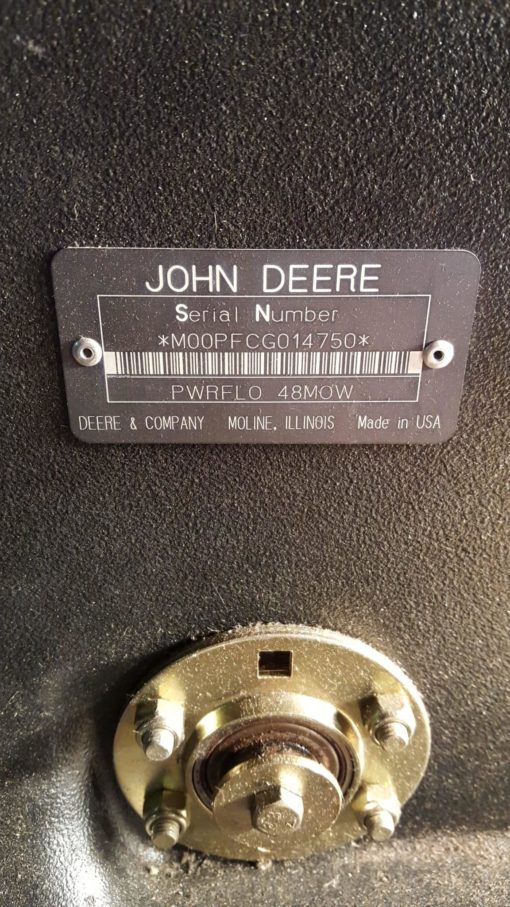 JOHN DEERE
Serial Number
*M00PFCG014750*
PWRFLO 48MOW
DEERE & COMPANY MOLINE, ILLINOIS Made in USA